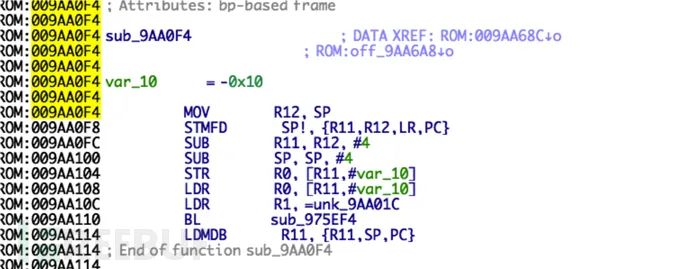 ROM:009AA0F4 ; Attributes: bp-based frame
ROM:009AA0F4
ROM:009AA0F4 sub_9AA0F4 ; DATA XREF: ROM:009AA68C↓o
ROM:009AA0F4 ; ROM:off_9AA6A8↓o
ROM:009AA0F4
ROM:009AA0F4 var_10 = -0x10
ROM:009AA0F4
ROM:009AA0F4 MOV R12, SP
ROM:009AA0F8 STMFD SP!, {R11,R12,LR,PC}
ROM:009AA0FC SUB R11, R12, #4
ROM:009AA100 SUB SP, SP, #4
ROM:009AA104 STR R0, [R11,#var_10]
ROM:009AA108 LDR R0, [R11,#var_10]
ROM:009AA10C LDR R1, =unk_9AA01C
ROM:009AA110 BL sub_975EF4
ROM:009AA114 LDMDB R11, {R11,SP,PC}
ROM:009AA114 ; End of function sub_9AA0F4
ROM:009AA114